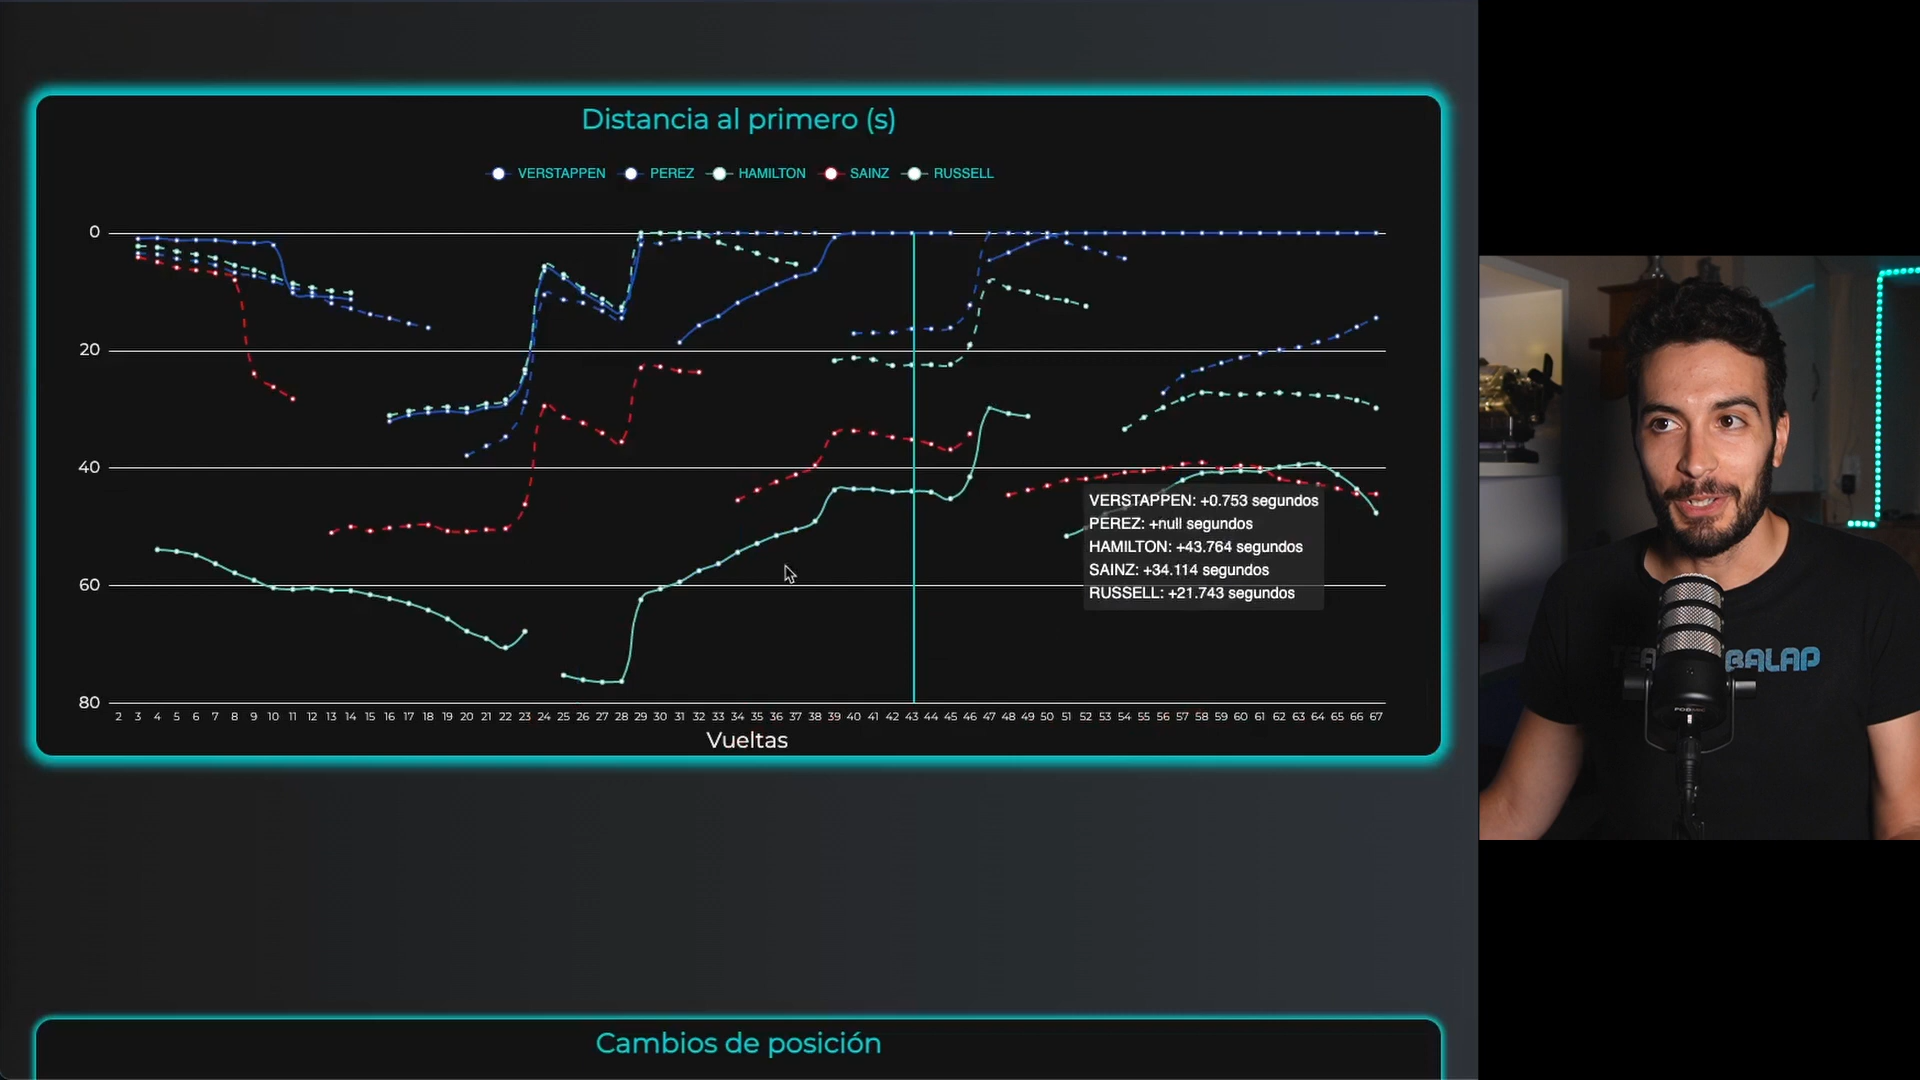 Distancia al primero (s)
VERSTAPPEN PEREZ HAMILTON SAINZ RUSSELL
0
20
40
60
80
VERSTAPPEN: +0.753 segundos
PEREZ: +null segundos
HAMILTON: +43.764 segundos
SAINZ: +34.114 segundos
RUSSELL: +21.743 segundos
2 3 4 5 6 7 8 9 10 11 12 13 14 15 16 17 18 19 20 21 22 23 24 25 26 27 28 29 30 31 32 33 34 35 36 37 38 39 40 41 42 43 44 45 46 47 48 49 50 51 52 53 54 55 56 57 58 59 60 61 62 63 64 65 66 67
Vueltas
Cambios de posición